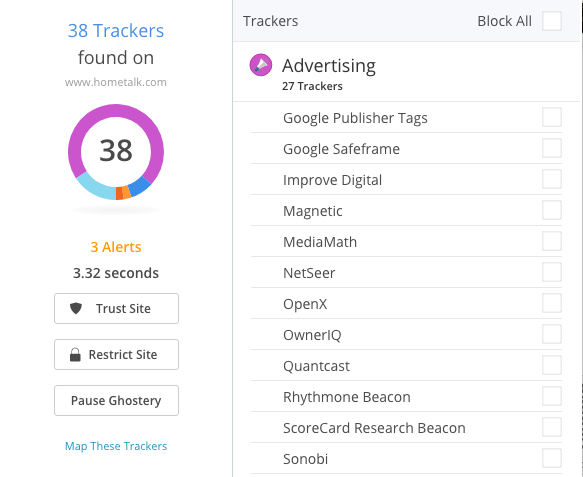 38 Trackers
found on
www.hometalk.com
38
3 Alerts
3.32 seconds
Trust Site
Restrict Site
Pause Ghostery
Map These Trackers
Trackers
Block All
Advertising
27 Trackers
Google Publisher Tags
Google Safeframe
Improve Digital
Magnetic
MediaMath
NetSeer
OpenX
OwnerIQ
Quantcast
Rhythmone Beacon
ScoreCard Research Beacon
Sonobi